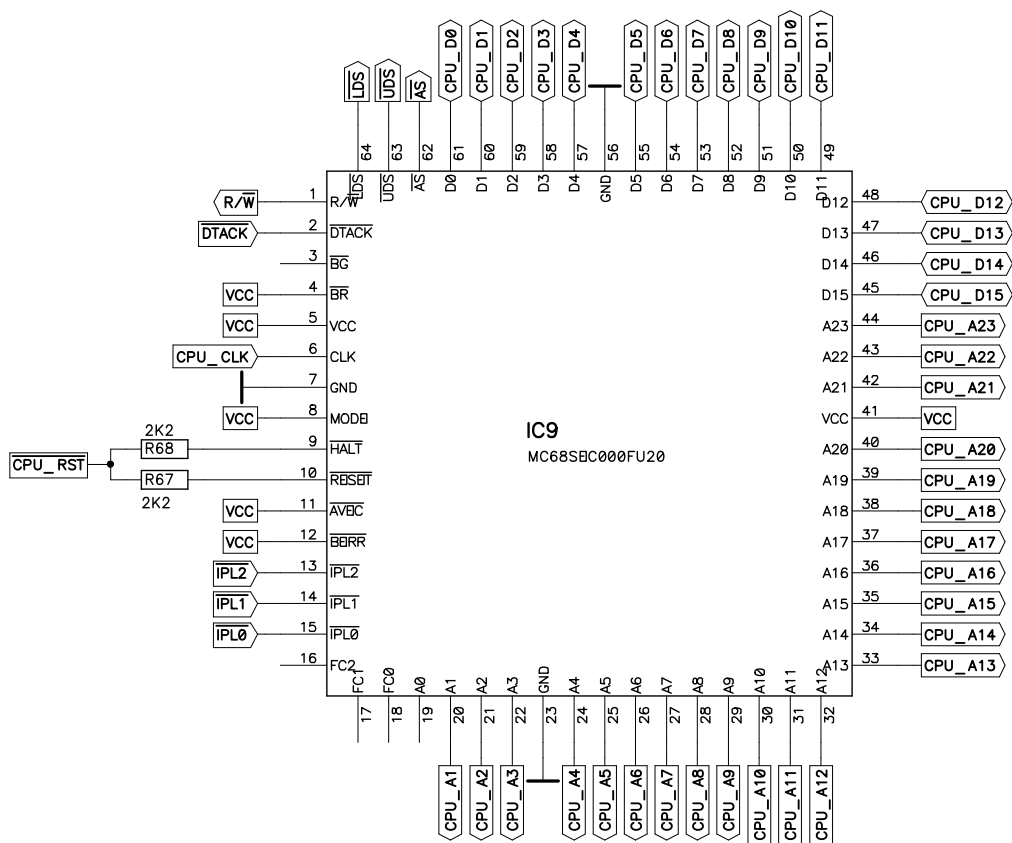 CPU_D0
CPU_D1
CPU_D2
CPU_D3
CPU_D4
CPU_D5
CPU_D6
CPU_D7
CPU_D8
CPU_D9
CPU_D10
CPU_D11
LDS
UDS
AS
64
63
62
61
60
59
58
57
56
55
54
53
52
51
50
49
LDS
UDS
AS
D0
D1
D2
D3
D4
GND
D5
D6
D7
D8
D9
D10
D11
R/W 1 R/W
DTACK 2 DTACK
3 BG
VCC 4 BR
VCC 5 VCC
CPU_CLK 6 CLK
7 GND
VCC 8 MODE
2K2
R68 9 HALT
CPU_RST
R67 10 RESET
2K2
VCC 11 AVEC
VCC 12 BERR
IPL2 13 IPL2
IPL1 14 IPL1
IPL0 15 IPL0
16 FC2
IC9
MC68SEC000FU20
D12 48 CPU_D12
D13 47 CPU_D13
D14 46 CPU_D14
D15 45 CPU_D15
A23 44 CPU_A23
A22 43 CPU_A22
A21 42 CPU_A21
VCC 41 VCC
A20 40 CPU_A20
A19 39 CPU_A19
A18 38 CPU_A18
A17 37 CPU_A17
A16 36 CPU_A16
A15 35 CPU_A15
A14 34 CPU_A14
A13 33 CPU_A13
FC1
FC0
A0
A1
A2
A3
GND
A4
A5
A6
A7
A8
A9
A10
A11
A12
17
18
19
20
21
22
23
24
25
26
27
28
29
30
31
32
CPU_A1
CPU_A2
CPU_A3
CPU_A4
CPU_A5
CPU_A6
CPU_A7
CPU_A8
CPU_A9
CPU_A10
CPU_A11
CPU_A12